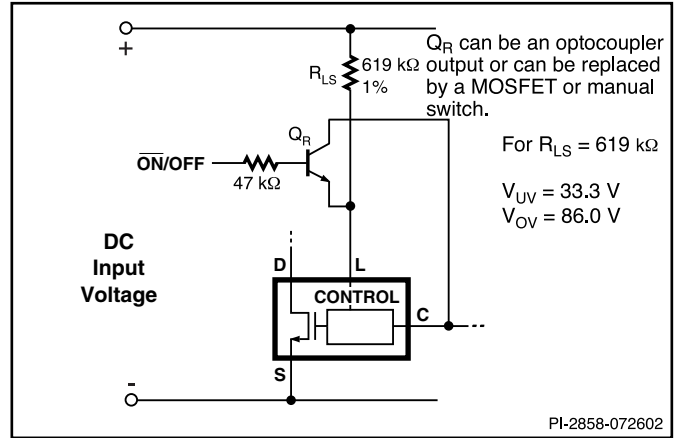 +
R_LS
619 kΩ
1%
Q_R can be an optocoupler
output or can be replaced
by a MOSFET or manual
switch.
Q_R
O̅N̅/OFF
47 kΩ
For R_LS = 619 kΩ
V_UV = 33.3 V
V_OV = 86.0 V
DC
Input
Voltage
D
L
CONTROL
C
S
-
PI-2858-072602